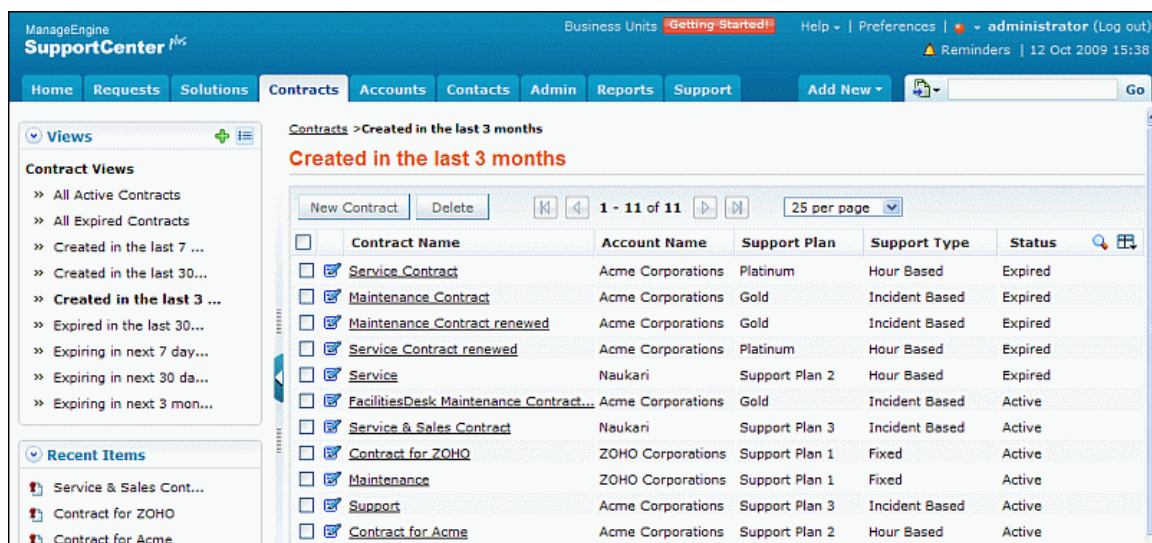 ManageEngine
SupportCenter plus
Business Units Getting Started! Help | Preferences | administrator (Log out)
Reminders | 12 Oct 2009 15:38
Home Requests Solutions Contracts Accounts Contacts Admin Reports Support Add New Go
Views
Contract Views
» All Active Contracts
» All Expired Contracts
» Created in the last 7 ...
» Created in the last 30...
» Created in the last 3 ...
» Expired in the last 30...
» Expiring in next 7 day...
» Expiring in next 30 da...
» Expiring in next 3 mon...
Recent Items
Service & Sales Cont...
Contract for ZOHO
Contract for Acme
Contracts >Created in the last 3 months
Created in the last 3 months
New Contract Delete 1 - 11 of 11 25 per page
Contract Name Account Name Support Plan Support Type Status
Service Contract Acme Corporations Platinum Hour Based Expired
Maintenance Contract Acme Corporations Gold Incident Based Expired
Maintenance Contract renewed Acme Corporations Gold Incident Based Expired
Service Contract renewed Acme Corporations Platinum Hour Based Expired
Service Naukari Support Plan 2 Hour Based Expired
FacilitiesDesk Maintenance Contract... Acme Corporations Gold Incident Based Active
Service & Sales Contract Naukari Support Plan 3 Incident Based Active
Contract for ZOHO ZOHO Corporations Support Plan 1 Fixed Active
Maintenance ZOHO Corporations Support Plan 1 Fixed Active
Support Acme Corporations Support Plan 3 Incident Based Active
Contract for Acme Acme Corporations Support Plan 2 Hour Based Active